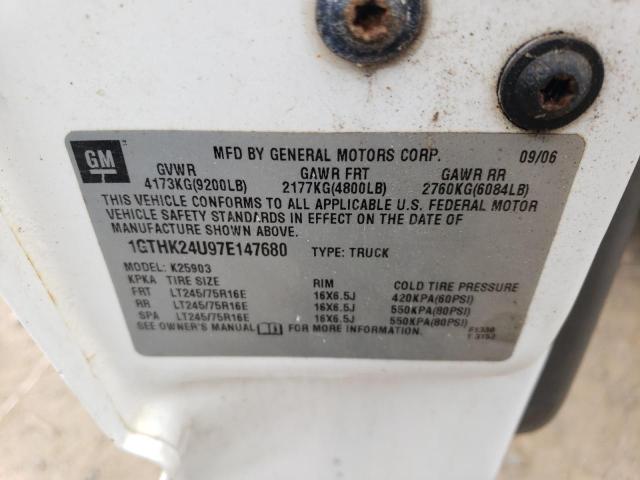 GM
MFD BY GENERAL MOTORS CORP. 09/06
GVWR GAWR FRT GAWR RR
4173KG(9200LB) 2177KG(4800LB) 2760KG(6084LB)
THIS VEHICLE CONFORMS TO ALL APPLICABLE U.S. FEDERAL MOTOR
VEHICLE SAFETY STANDARDS IN EFFECT ON THE DATE OF
MANUFACTURE SHOWN ABOVE.
1GTHK24U97E147680 TYPE: TRUCK
MODEL: K25903
KPKA TIRE SIZE RIM COLD TIRE PRESSURE
FRT LT245/75R16E 16X6.5J 420KPA(60PSI)
RR LT245/75R16E 16X6.5J 550KPA(80PSI)
SPA LT245/75R16E 16X6.5J 550KPA(80PSI)
SEE OWNER'S MANUAL FOR MORE INFORMATION.